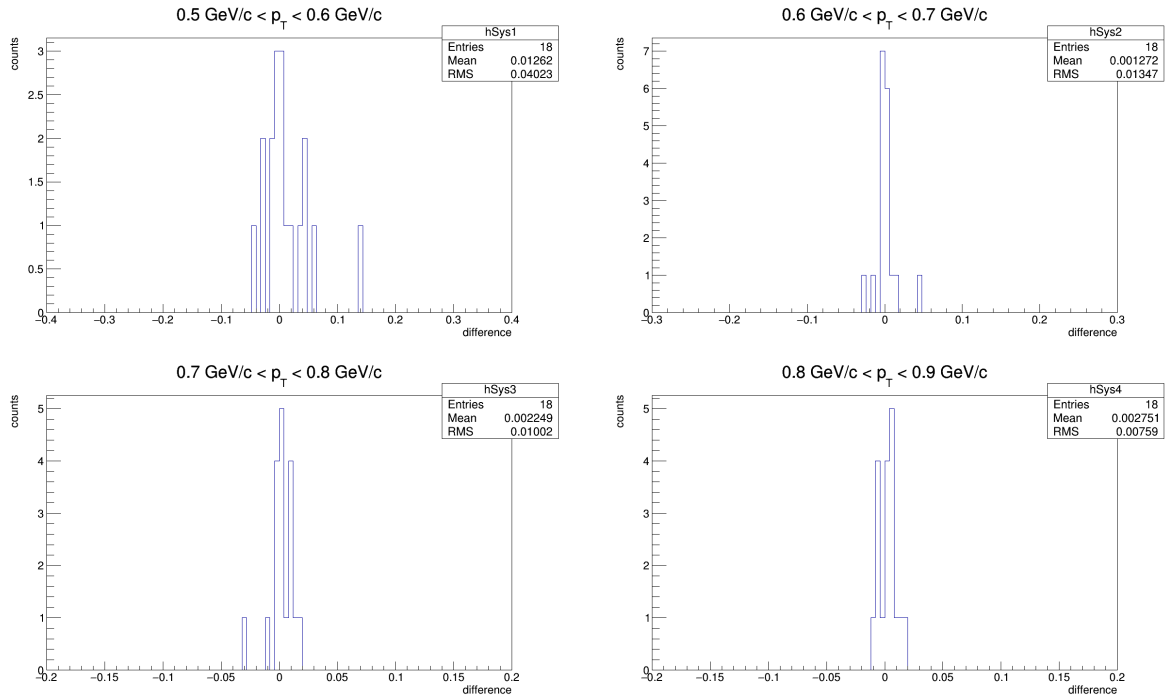 0.5 GeV/c < p_T < 0.6 GeV/c
hSys1
Entries 18
Mean 0.01262
RMS 0.04023
counts
3
2.5
2
1.5
1
0.5
0
−0.4 −0.3 −0.2 −0.1 0 0.1 0.2 0.3 0.4
difference
0.6 GeV/c < p_T < 0.7 GeV/c
hSys2
Entries 18
Mean 0.001272
RMS 0.01347
counts
7
6
5
4
3
2
1
0
−0.3 −0.2 −0.1 0 0.1 0.2 0.3
difference
0.7 GeV/c < p_T < 0.8 GeV/c
hSys3
Entries 18
Mean 0.002249
RMS 0.01002
counts
5
4
3
2
1
0
−0.2 −0.15 −0.1 −0.05 0 0.05 0.1 0.15 0.2
difference
0.8 GeV/c < p_T < 0.9 GeV/c
hSys4
Entries 18
Mean 0.002751
RMS 0.00759
counts
5
4
3
2
1
0
−0.2 −0.15 −0.1 −0.05 0 0.05 0.1 0.15 0.2
difference